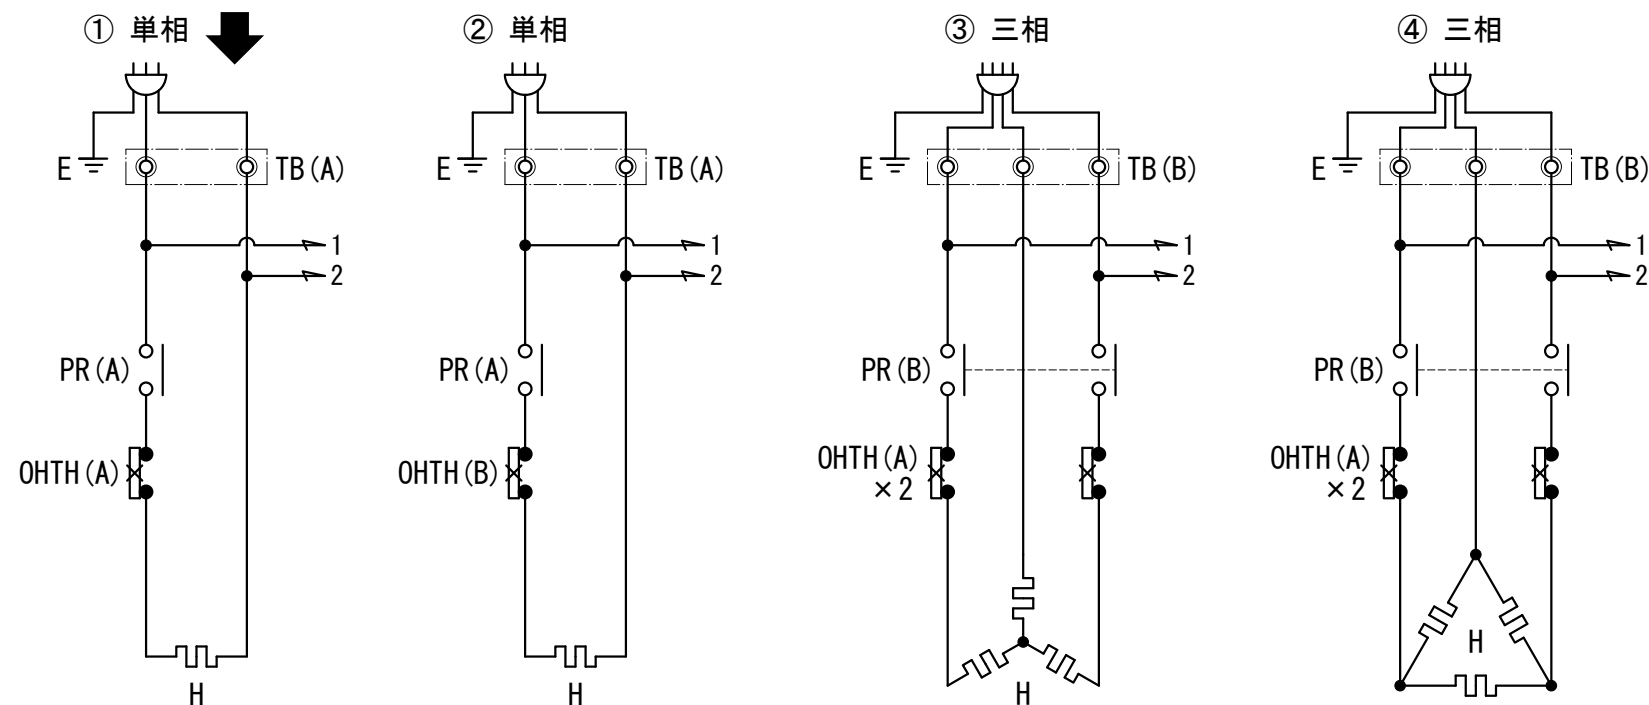 ① 単相
② 単相
③ 三相
④ 三相
E
TB(A)
E
TB(A)
E
TB(B)
E
TB(B)
1
1
1
1
2
2
2
2
PR(A)
PR(A)
PR(B)
PR(B)
OHTH(A)
OHTH(B)
OHTH(A)
×2
OHTH(A)
×2
H
H
H
H